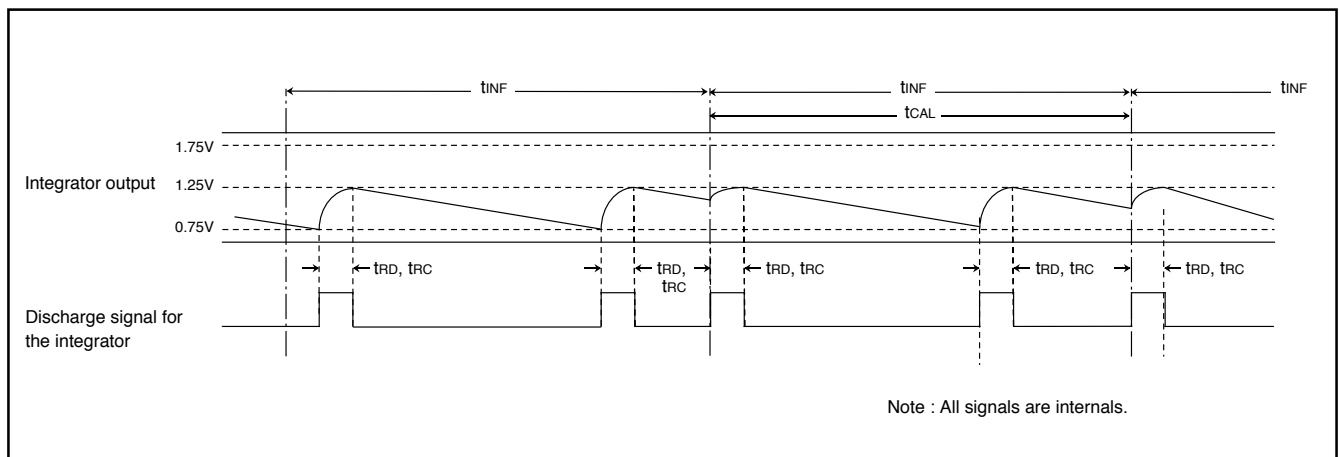 tINF
tINF
tINF
tCAL
1.75V
Integrator output
1.25V
0.75V
tRD, tRC
tRD,
tRC
tRD, tRC
tRD, tRC
tRD, tRC
Discharge signal for
the integrator
Note : All signals are internals.